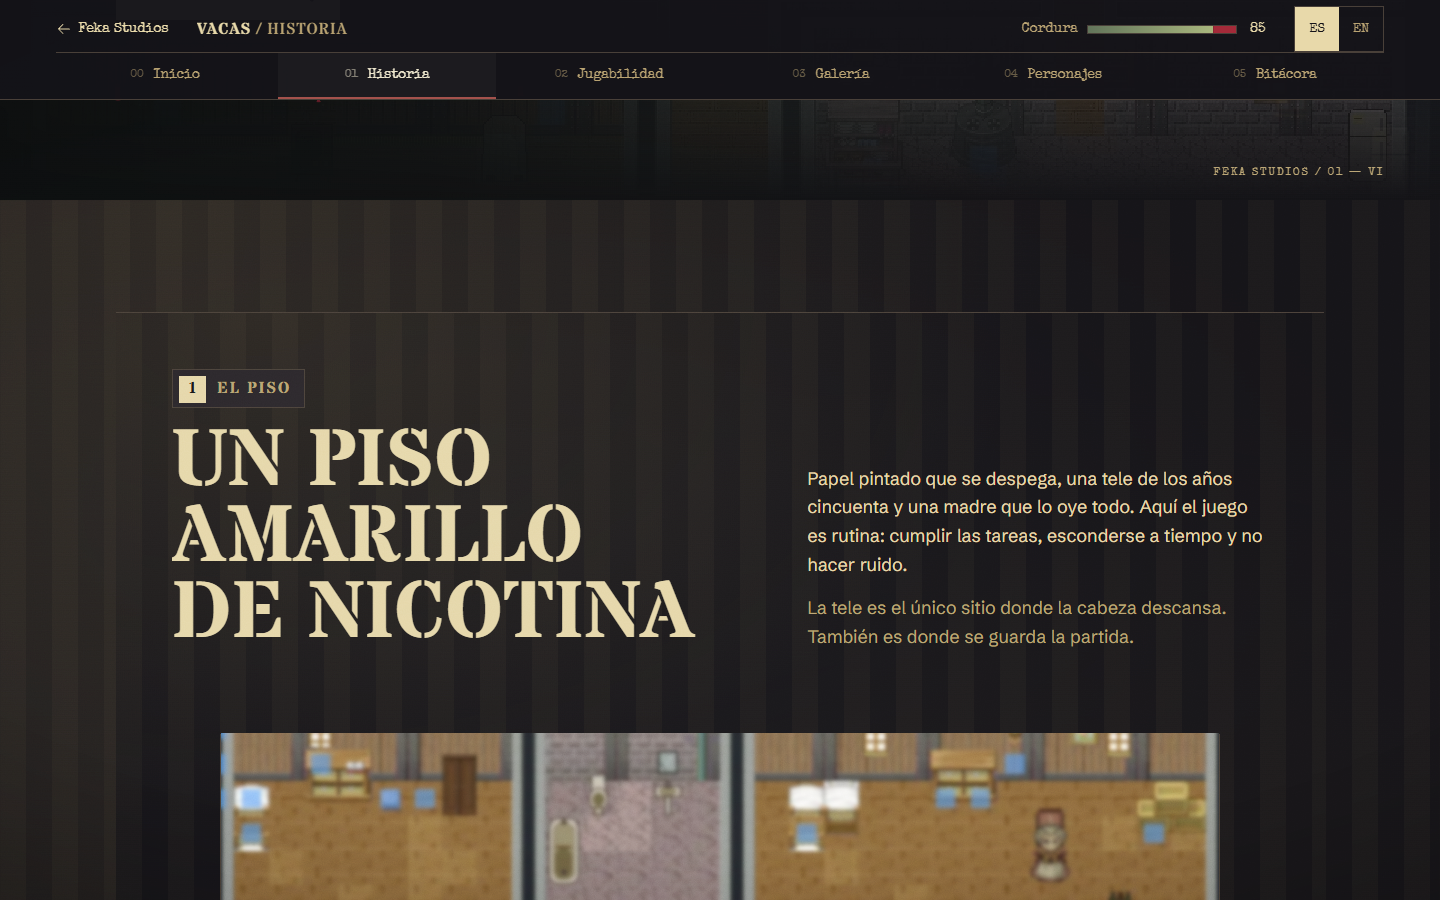 ← Feka Studios VACAS / HISTORIA Cordura 85 ES EN
00 Inicio 01 Historia 02 Jugabilidad 03 Galería 04 Personajes 05 Bitácora
FEKA STUDIOS / 01 — VI
1 EL PISO
UN PISO
AMARILLO
DE NICOTINA
Papel pintado que se despega, una tele de los años
cincuenta y una madre que lo oye todo. Aquí el juego
es rutina: cumplir las tareas, esconderse a tiempo y no
hacer ruido.
La tele es el único sitio donde la cabeza descansa.
También es donde se guarda la partida.